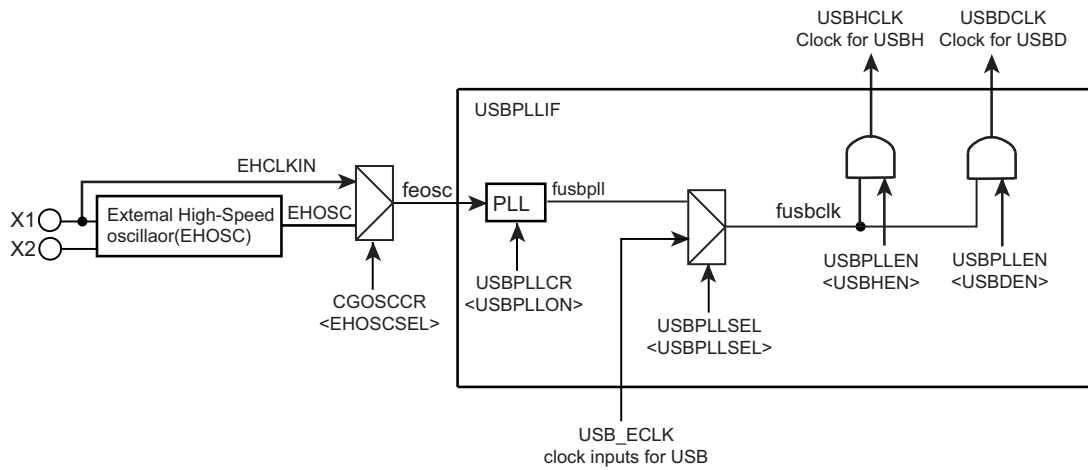 USBHCLK
Clock for USBH
USBDCLK
Clock for USBD
USBPLLIF
EHCLKIN
X1
X2
External High-Speed
oscillaor(EHOSC)
EHOSC
feosc
PLL
fusbpll
fusbclk
CGOSCCR
<EHOSCSEL>
USBPLLCR
<USBPLLON>
USBPLLSEL
<USBPLLSEL>
USBPLLEN
<USBHEN>
USBPLLEN
<USBDEN>
USB_ECLK
clock inputs for USB